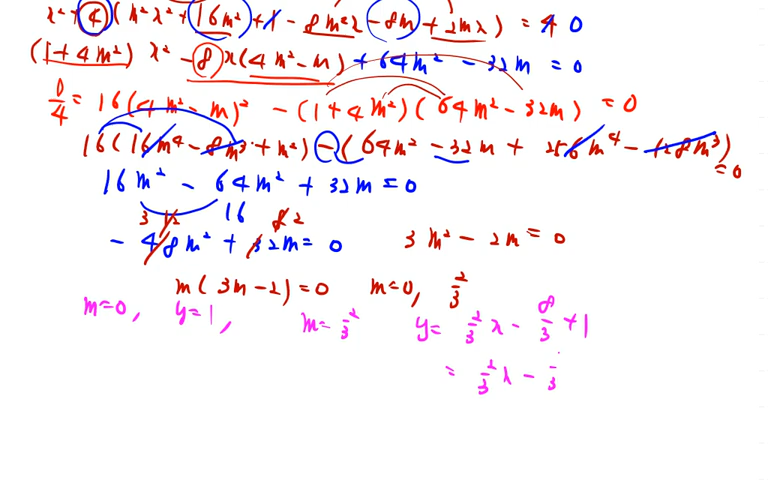 x² + 4 (m²x² + 16m² + 1 - 8m²x - 8m + 2mx) = 4 0
(1+4m²) x² - 8x(4m² - m) + 64m² - 32m = 0
D/4 = 16(4m² - m)² - (1+4m²)(64m² - 32m) = 0
16(16m⁴ - 8m³ + m²) - (64m² - 32m + 256m⁴ - 128m³) = 0
16m² - 64m² + 32m = 0
3 12 16 8 2
- 48m² + 32m = 0 3m² - 2m = 0
m(3m-2) = 0 m=0, 2/3
m=0, y=1, m=2/3 y= 2/3 x - 8/3 + 1
= 2/3 x - 5/3